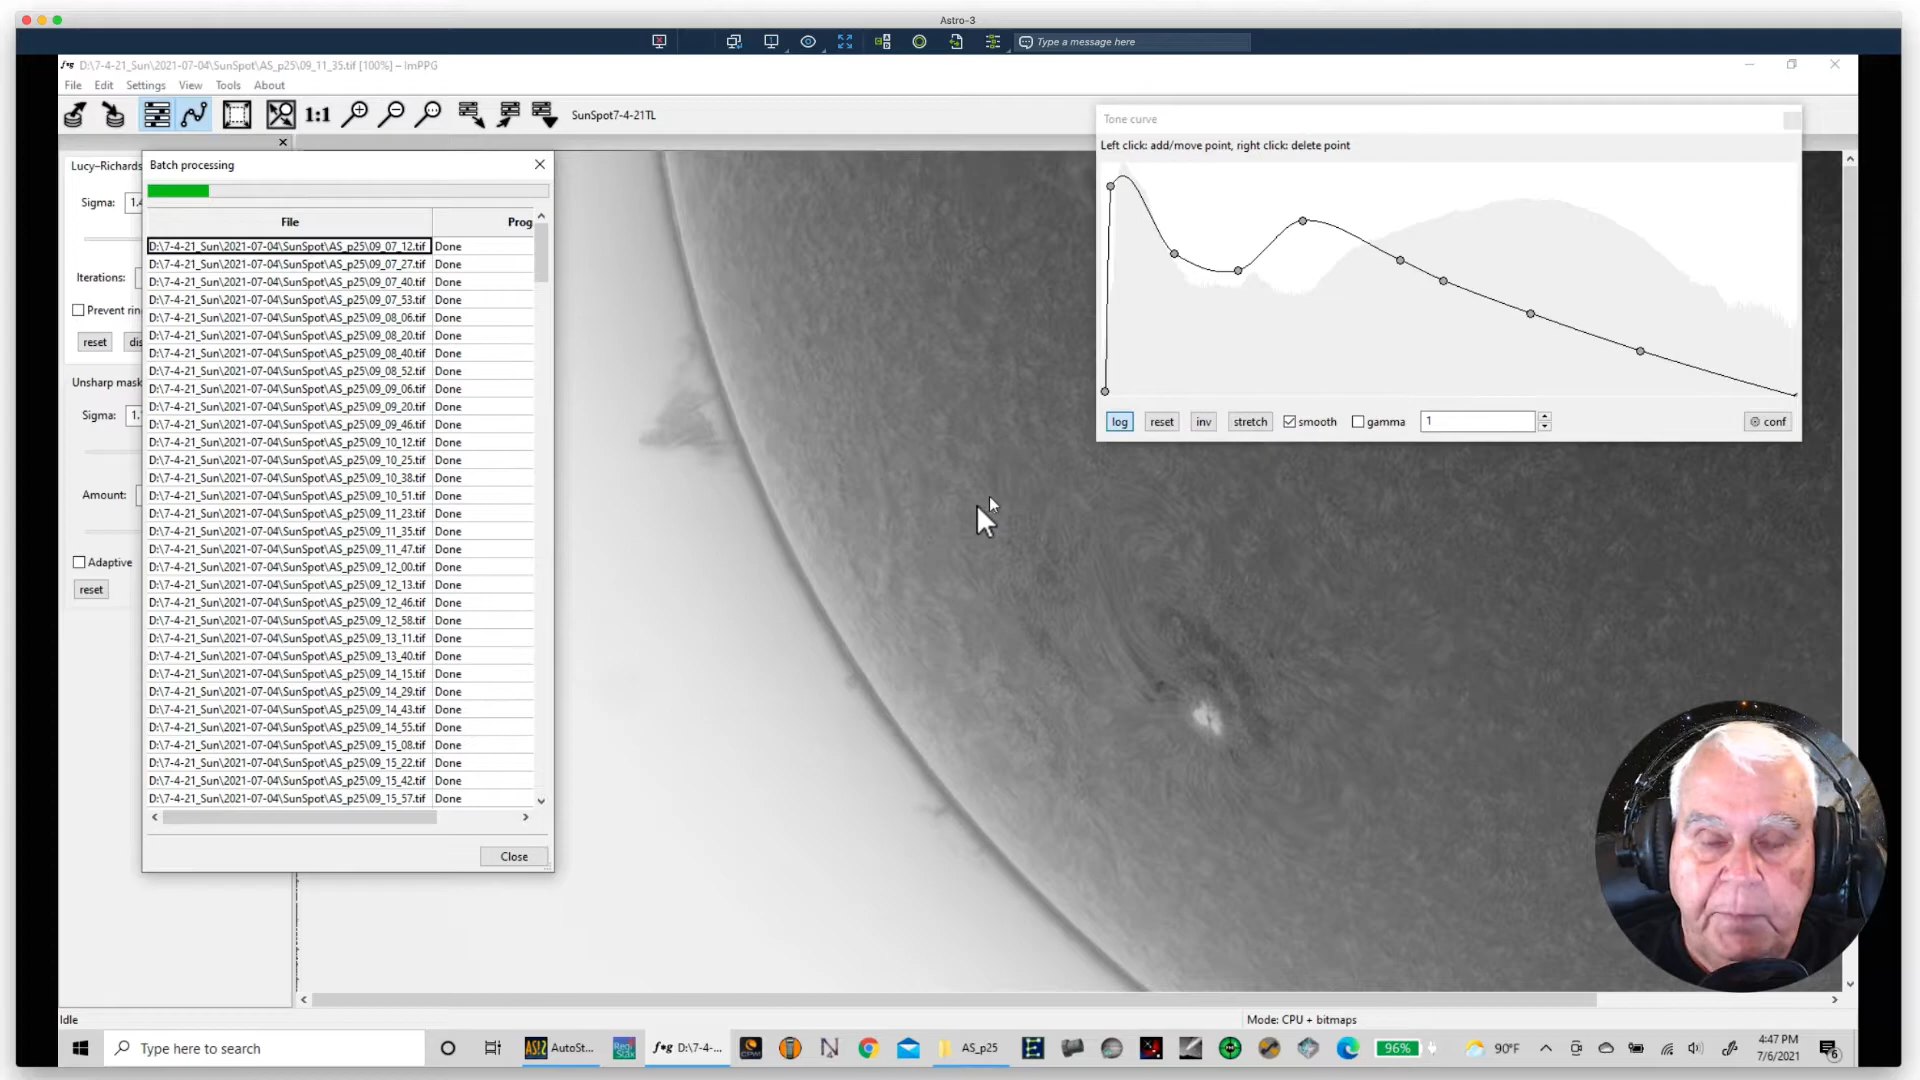 Astro-3
Type a message here
D:\7-4-21_Sun\2021-07-04\SunSpot\AS_p25\09_11_35.tif [100%] – ImPPG
File Edit Settings View Tools About
1:1
SunSpot7-4-21TL
Tone curve
Left click: add/move point, right click: delete point
log reset inv stretch smooth gamma 1 conf
Lucy–Richards
Sigma: 1.4
Iterations:
Prevent rin
reset dis
Unsharp mask
Sigma: 1.
Amount:
Adaptive
reset
Batch processing
File Prog
D:\7-4-21_Sun\2021-07-04\SunSpot\AS_p25\09_07_12.tif Done
D:\7-4-21_Sun\2021-07-04\SunSpot\AS_p25\09_07_27.tif Done
D:\7-4-21_Sun\2021-07-04\SunSpot\AS_p25\09_07_40.tif Done
D:\7-4-21_Sun\2021-07-04\SunSpot\AS_p25\09_07_53.tif Done
D:\7-4-21_Sun\2021-07-04\SunSpot\AS_p25\09_08_06.tif Done
D:\7-4-21_Sun\2021-07-04\SunSpot\AS_p25\09_08_20.tif Done
D:\7-4-21_Sun\2021-07-04\SunSpot\AS_p25\09_08_40.tif Done
D:\7-4-21_Sun\2021-07-04\SunSpot\AS_p25\09_08_52.tif Done
D:\7-4-21_Sun\2021-07-04\SunSpot\AS_p25\09_09_06.tif Done
D:\7-4-21_Sun\2021-07-04\SunSpot\AS_p25\09_09_20.tif Done
D:\7-4-21_Sun\2021-07-04\SunSpot\AS_p25\09_09_46.tif Done
D:\7-4-21_Sun\2021-07-04\SunSpot\AS_p25\09_10_12.tif Done
D:\7-4-21_Sun\2021-07-04\SunSpot\AS_p25\09_10_25.tif Done
D:\7-4-21_Sun\2021-07-04\SunSpot\AS_p25\09_10_38.tif Done
D:\7-4-21_Sun\2021-07-04\SunSpot\AS_p25\09_10_51.tif Done
D:\7-4-21_Sun\2021-07-04\SunSpot\AS_p25\09_11_23.tif Done
D:\7-4-21_Sun\2021-07-04\SunSpot\AS_p25\09_11_35.tif Done
D:\7-4-21_Sun\2021-07-04\SunSpot\AS_p25\09_11_47.tif Done
D:\7-4-21_Sun\2021-07-04\SunSpot\AS_p25\09_12_00.tif Done
D:\7-4-21_Sun\2021-07-04\SunSpot\AS_p25\09_12_13.tif Done
D:\7-4-21_Sun\2021-07-04\SunSpot\AS_p25\09_12_46.tif Done
D:\7-4-21_Sun\2021-07-04\SunSpot\AS_p25\09_12_58.tif Done
D:\7-4-21_Sun\2021-07-04\SunSpot\AS_p25\09_13_11.tif Done
D:\7-4-21_Sun\2021-07-04\SunSpot\AS_p25\09_13_40.tif Done
D:\7-4-21_Sun\2021-07-04\SunSpot\AS_p25\09_14_15.tif Done
D:\7-4-21_Sun\2021-07-04\SunSpot\AS_p25\09_14_29.tif Done
D:\7-4-21_Sun\2021-07-04\SunSpot\AS_p25\09_14_43.tif Done
D:\7-4-21_Sun\2021-07-04\SunSpot\AS_p25\09_14_55.tif Done
D:\7-4-21_Sun\2021-07-04\SunSpot\AS_p25\09_15_08.tif Done
D:\7-4-21_Sun\2021-07-04\SunSpot\AS_p25\09_15_22.tif Done
D:\7-4-21_Sun\2021-07-04\SunSpot\AS_p25\09_15_42.tif Done
D:\7-4-21_Sun\2021-07-04\SunSpot\AS_p25\09_15_57.tif Done
Close
Idle
Mode: CPU + bitmaps
Type here to search
AutoSt...
D:\7-4-...
AS_p25
96%
90°F
4:47 PM
7/6/2021
6